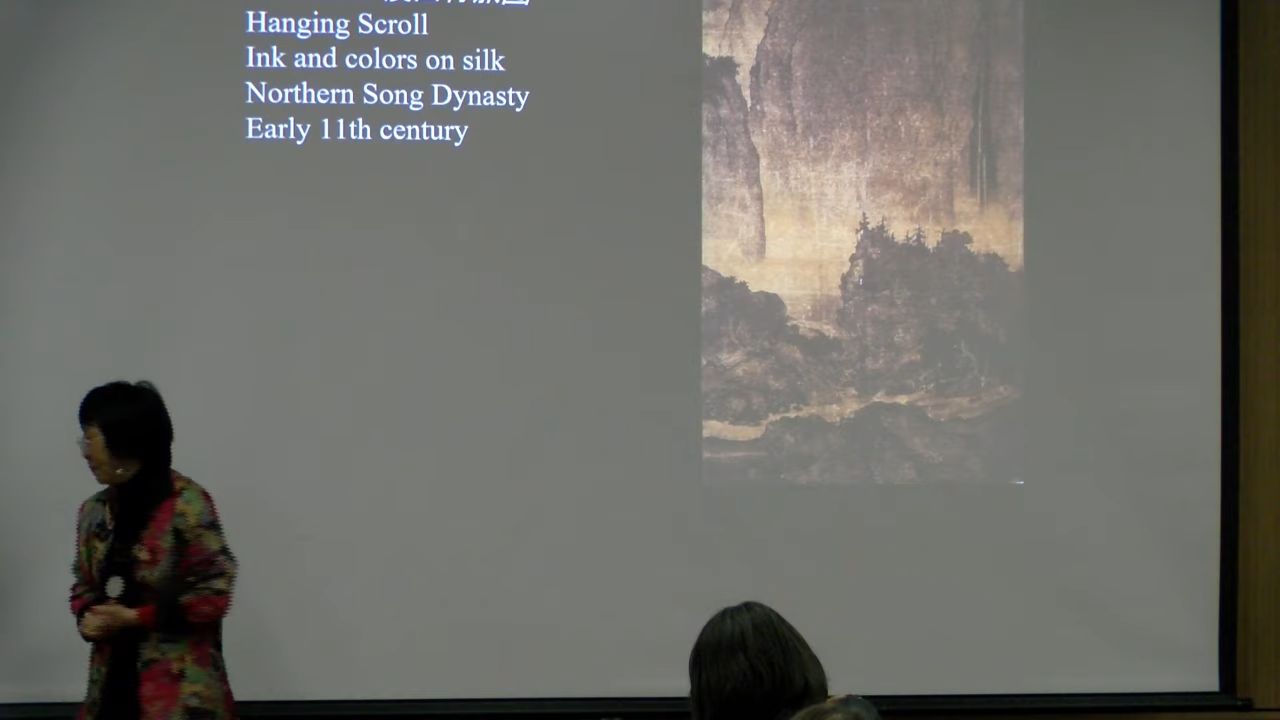 Hanging Scroll
Ink and colors on silk
Northern Song Dynasty
Early 11th century